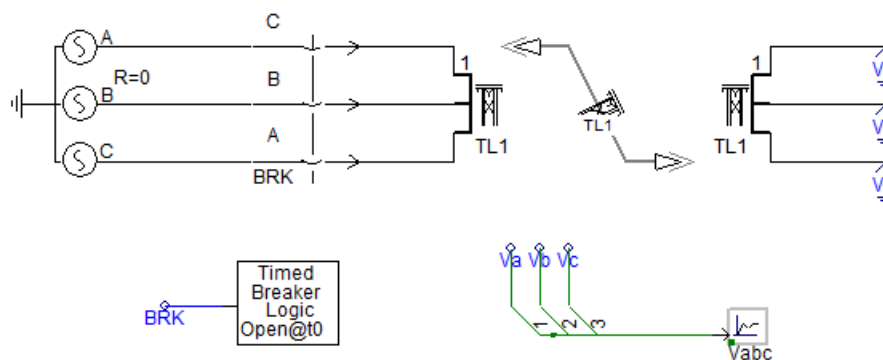 C
A
1
1
R=0
B
V
B
TL1
V
A
TL1
TL1
C
V
BRK
Timed
Breaker
Logic
Open@t0
BRK
Va Vb Vc
1 2 3
Vabc